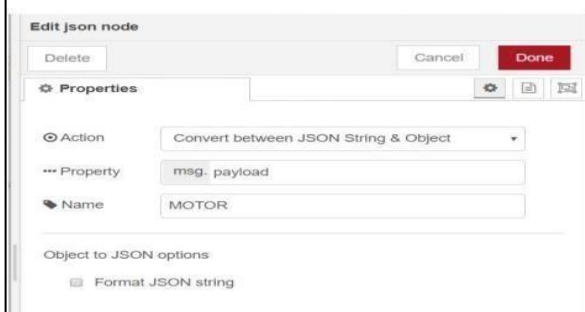 Edit json node
Delete Cancel Done
Properties
Action Convert between JSON String & Object
Property msg. payload
Name MOTOR
Object to JSON options
Format JSON string